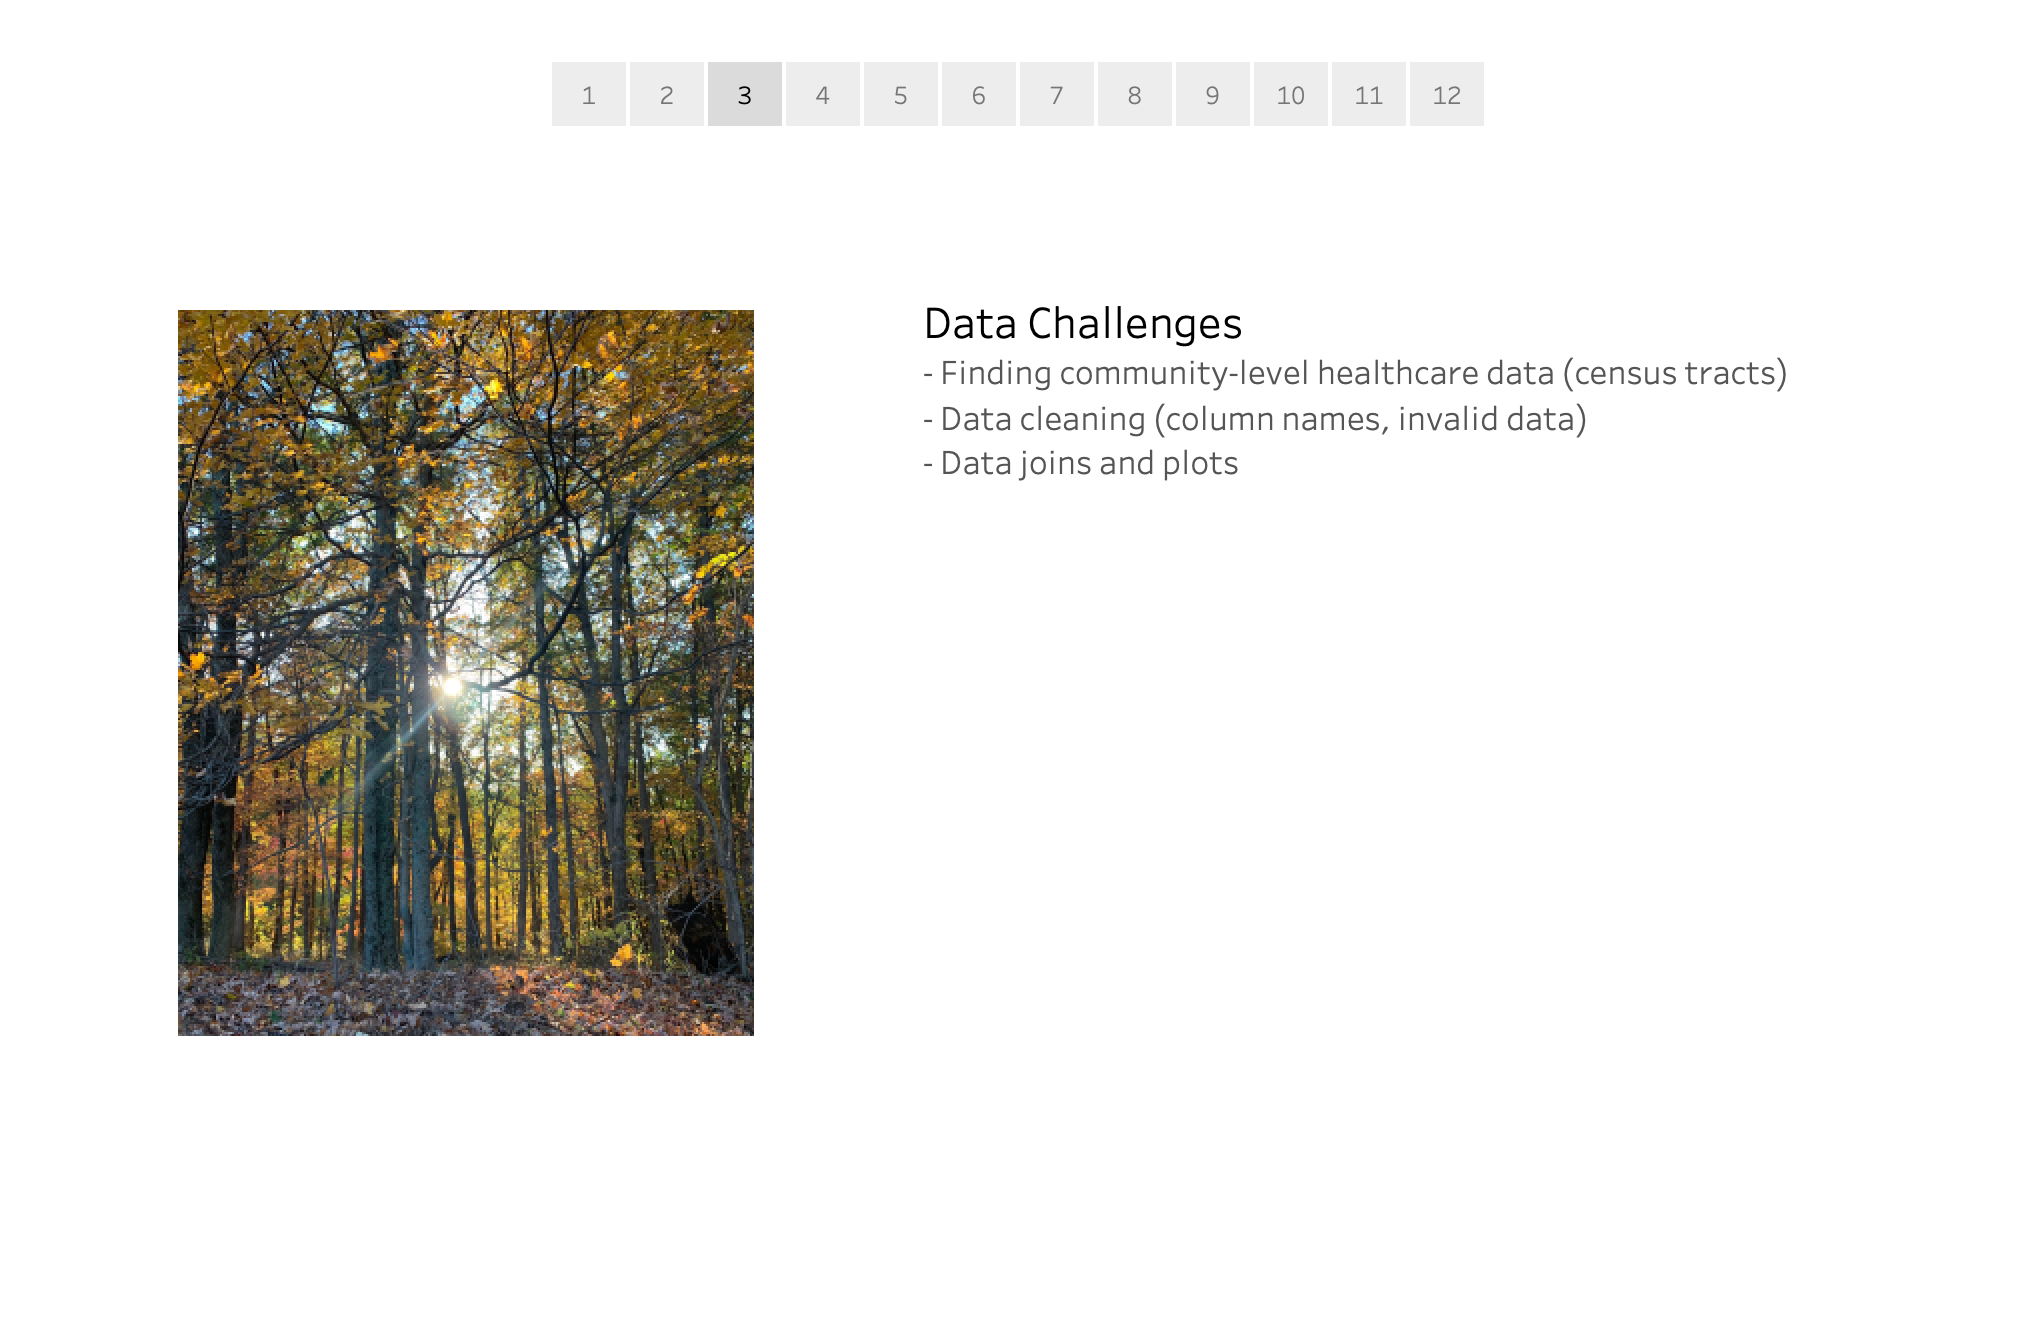 1 2 3 4 5 6 7 8 9 10 11 12
Data Challenges
- Finding community-level healthcare data (census tracts)
- Data cleaning (column names, invalid data)
- Data joins and plots